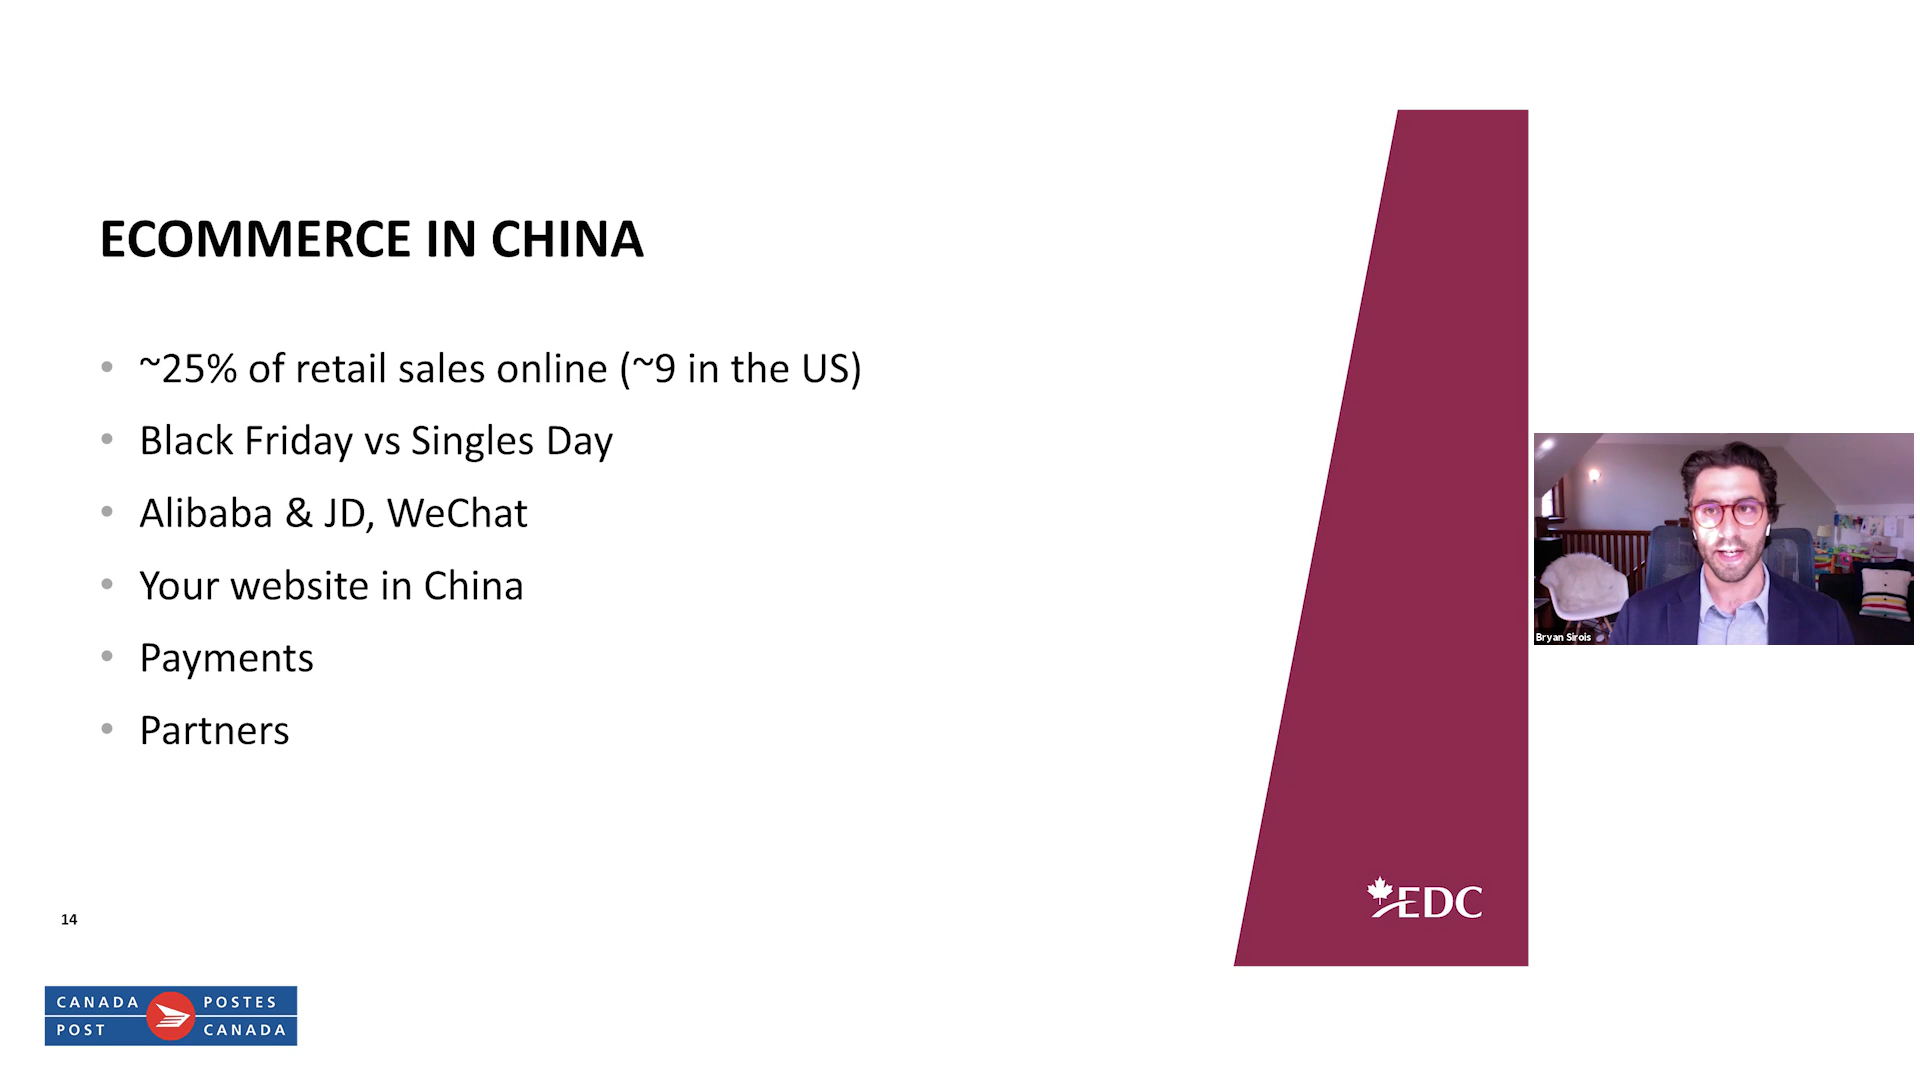 ECOMMERCE IN CHINA
• ~25% of retail sales online (~9 in the US)
• Black Friday vs Singles Day
• Alibaba & JD, WeChat
• Your website in China
• Payments
• Partners
Bryan Sirois
EDC
14
CANADA POSTES
POST CANADA